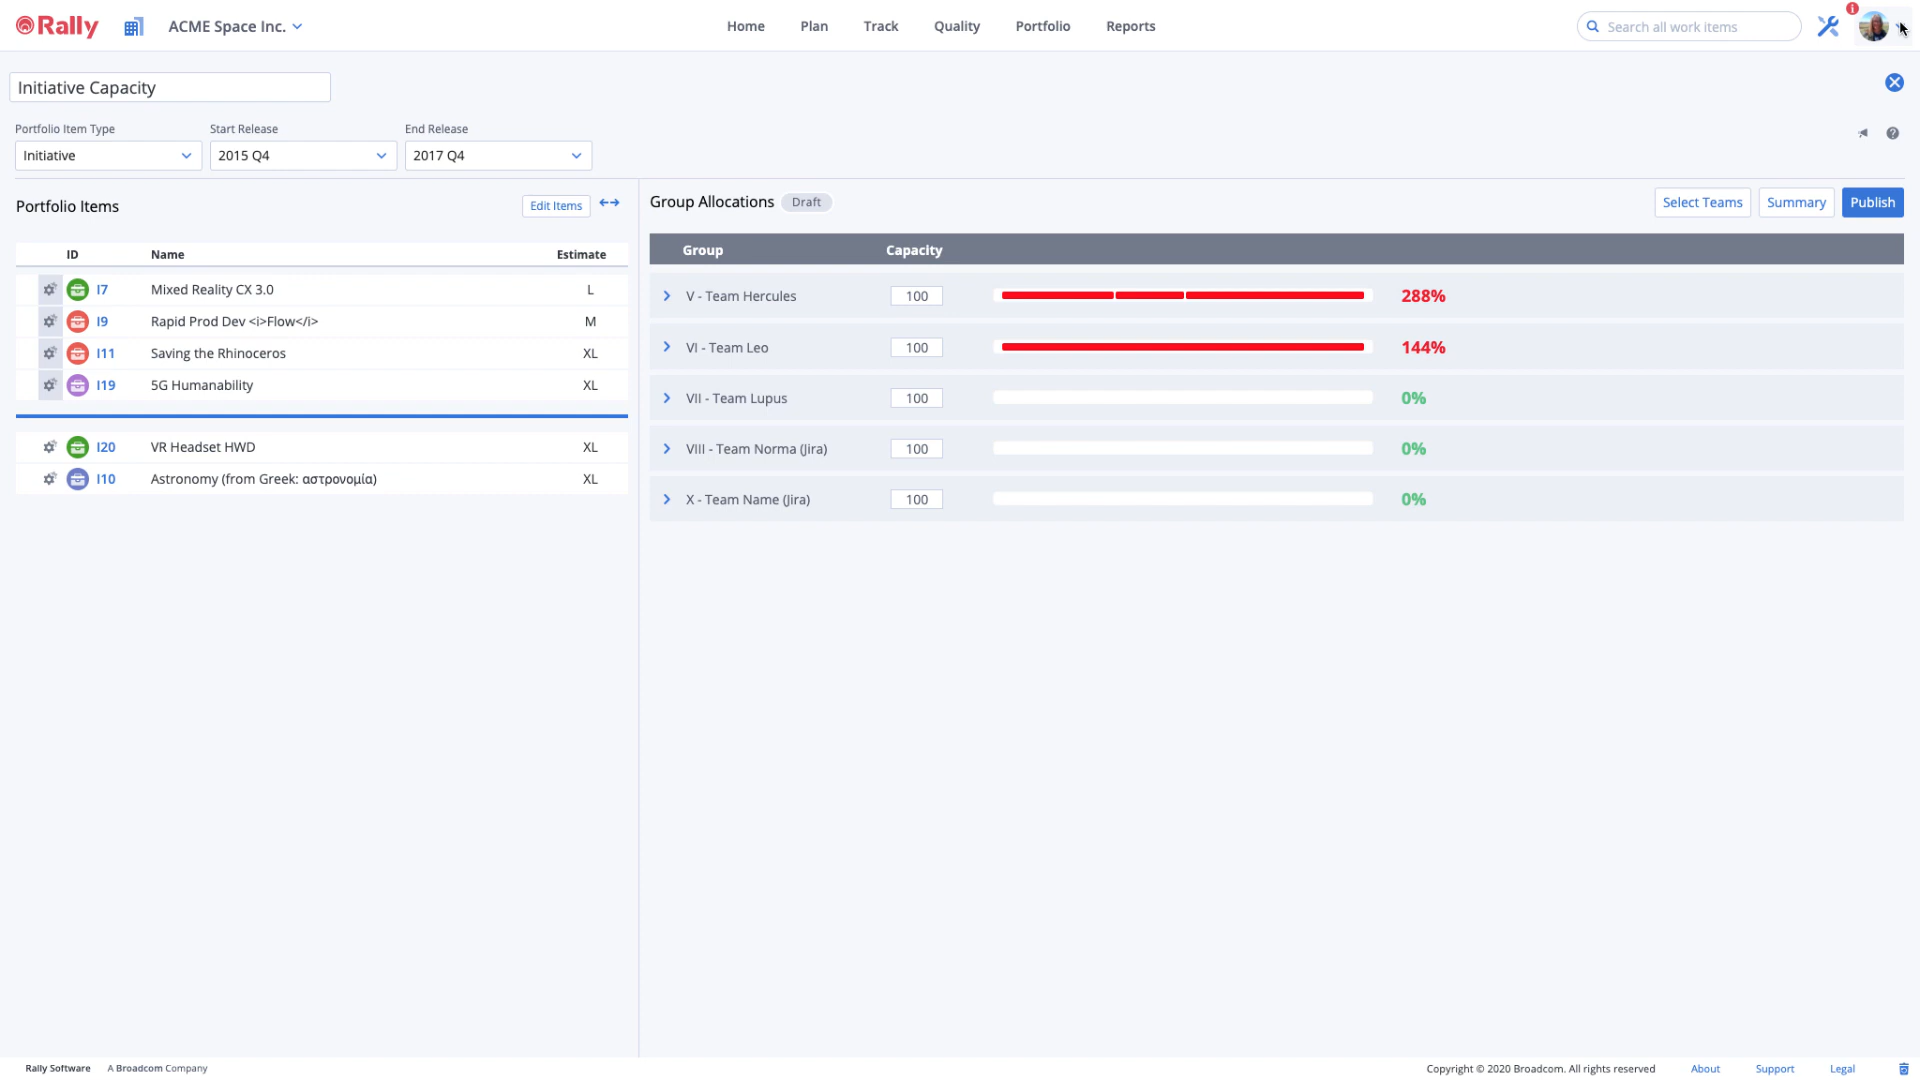 Rally ACME Space Inc. Home Plan Track Quality Portfolio Reports Search all work items
Initiative Capacity
Portfolio Item Type Start Release End Release
Initiative 2015 Q4 2017 Q4
Portfolio Items Edit Items
ID Name Estimate
I7 Mixed Reality CX 3.0 L
I9 Rapid Prod Dev <i>Flow</i> M
I11 Saving the Rhinoceros XL
I19 5G Humanability XL
I20 VR Headset HWD XL
I10 Astronomy (from Greek: αστρονομία) XL
Group Allocations Draft Select Teams Summary Publish
Group Capacity
V - Team Hercules 100 288%
VI - Team Leo 100 144%
VII - Team Lupus 100 0%
VIII - Team Norma (Jira) 100 0%
X - Team Name (Jira) 100 0%
Rally Software A Broadcom Company Copyright © 2020 Broadcom. All rights reserved About Support Legal